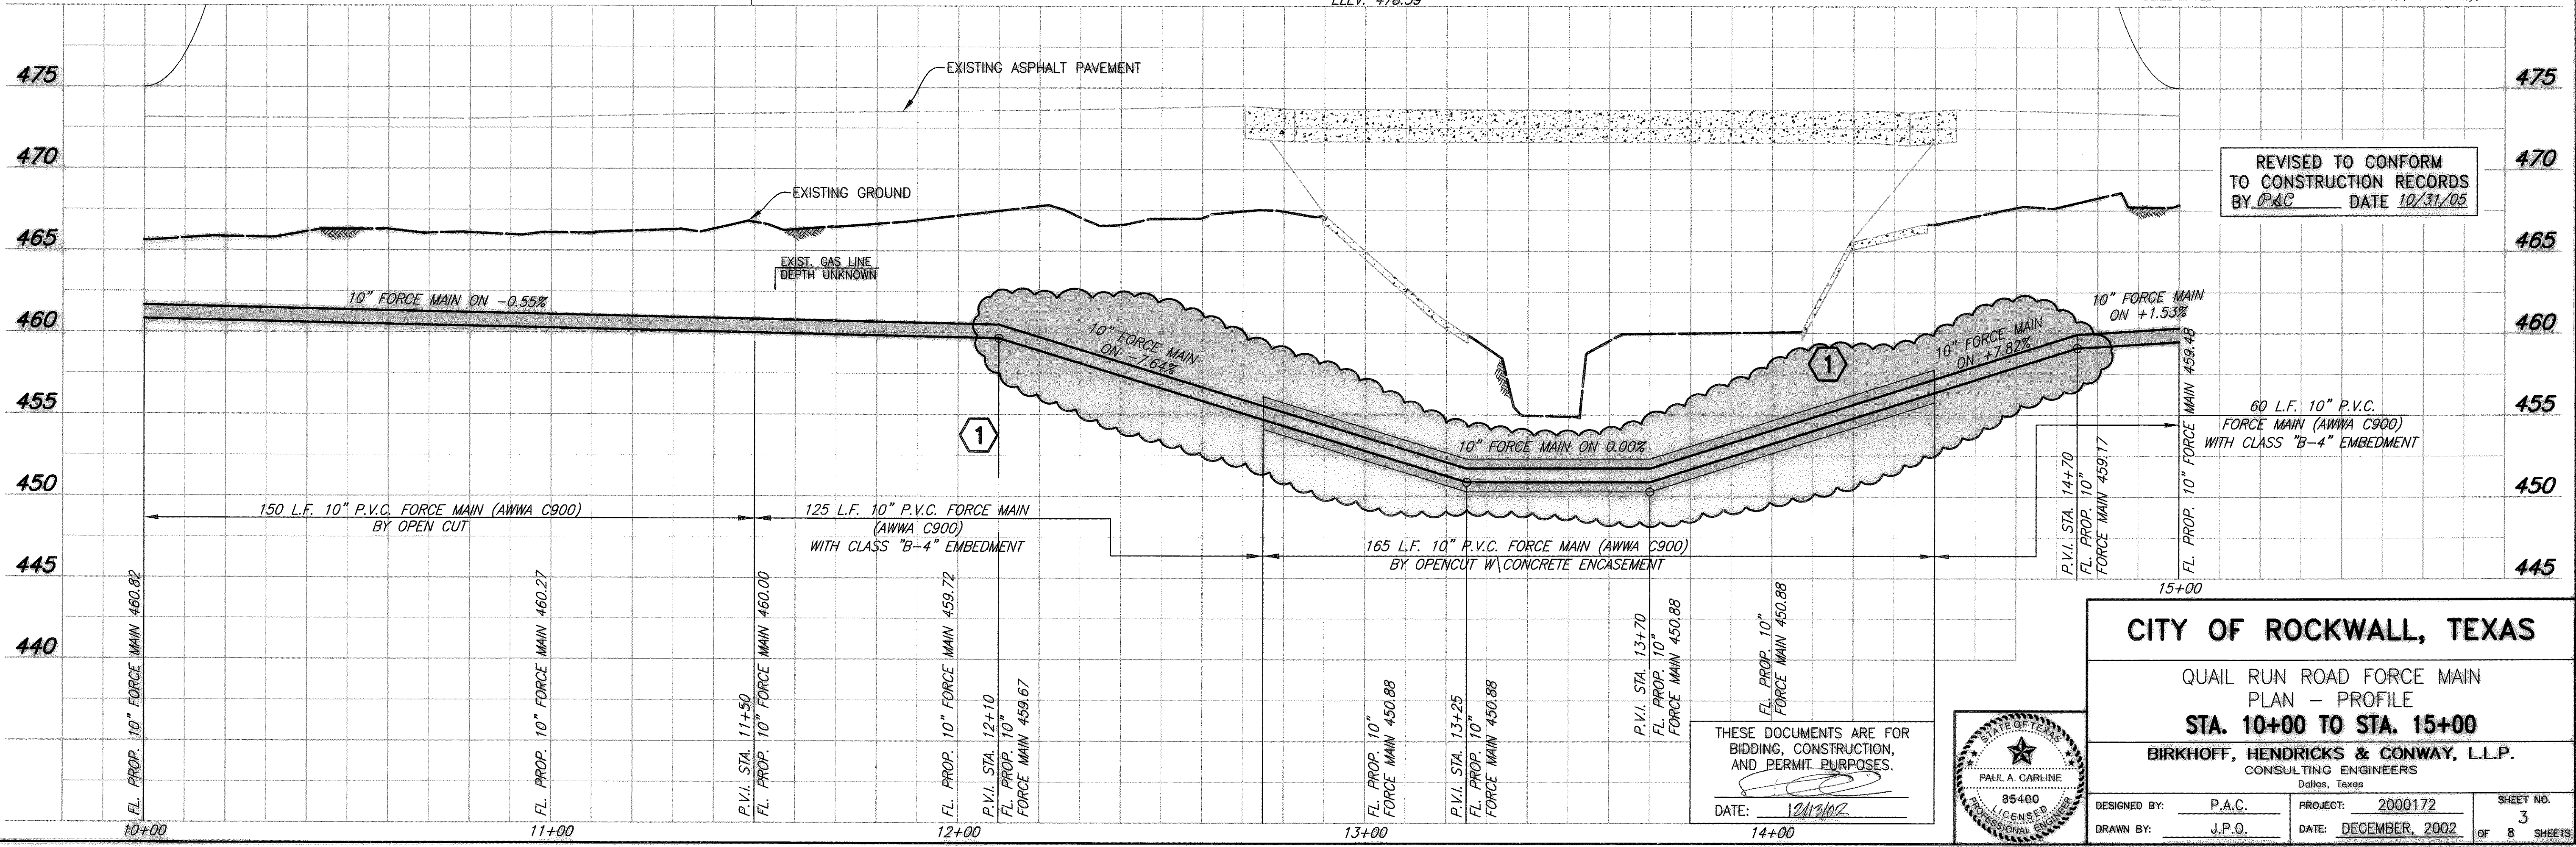 ELEV. 478.59
475
475
470
470
465
465
460
460
455
455
450
450
445
445
440
EXISTING ASPHALT PAVEMENT
EXISTING GROUND
EXIST. GAS LINE
DEPTH UNKNOWN
REVISED TO CONFORM
TO CONSTRUCTION RECORDS
BY PAC DATE 10/31/05
10" FORCE MAIN ON -0.55%
10" FORCE MAIN
ON -7.64%
10" FORCE MAIN ON 0.00%
10" FORCE MAIN
ON +7.82%
10" FORCE MAIN
ON +1.53%
1
1
150 L.F. 10" P.V.C. FORCE MAIN (AWWA C900)
BY OPEN CUT
125 L.F. 10" P.V.C. FORCE MAIN
(AWWA C900)
WITH CLASS "B-4" EMBEDMENT
165 L.F. 10" P.V.C. FORCE MAIN (AWWA C900)
BY OPENCUT W\CONCRETE ENCASEMENT
60 L.F. 10" P.V.C.
FORCE MAIN (AWWA C900)
WITH CLASS "B-4" EMBEDMENT
FL. PROP. 10" FORCE MAIN 460.82
FL. PROP. 10" FORCE MAIN 460.27
P.V.I. STA. 11+50
FL. PROP. 10" FORCE MAIN 460.00
FL. PROP. 10" FORCE MAIN 459.72
P.V.I. STA. 12+10
FL. PROP. 10"
FORCE MAIN 459.67
FL. PROP. 10"
FORCE MAIN 450.88
P.V.I. STA. 13+25
FL. PROP. 10"
FORCE MAIN 450.88
P.V.I. STA. 13+70
FL. PROP. 10"
FORCE MAIN 450.88
FL. PROP. 10"
FORCE MAIN 450.88
P.V.I. STA. 14+70
FL. PROP. 10"
FORCE MAIN 459.17
FL. PROP. 10" FORCE MAIN 459.48
10+00
11+00
12+00
13+00
14+00
15+00
THESE DOCUMENTS ARE FOR
BIDDING, CONSTRUCTION,
AND PERMIT PURPOSES.
DATE: 12/13/02
STATE OF TEXAS
PAUL A. CARLINE
85400
LICENSED
PROFESSIONAL ENGINEER
CITY OF ROCKWALL, TEXAS
QUAIL RUN ROAD FORCE MAIN
PLAN - PROFILE
STA. 10+00 TO STA. 15+00
BIRKHOFF, HENDRICKS & CONWAY, L.L.P.
CONSULTING ENGINEERS
Dallas, Texas
DESIGNED BY: P.A.C.
DRAWN BY: J.P.O.
PROJECT: 2000172
DATE: DECEMBER, 2002
SHEET NO.
3
OF 8 SHEETS